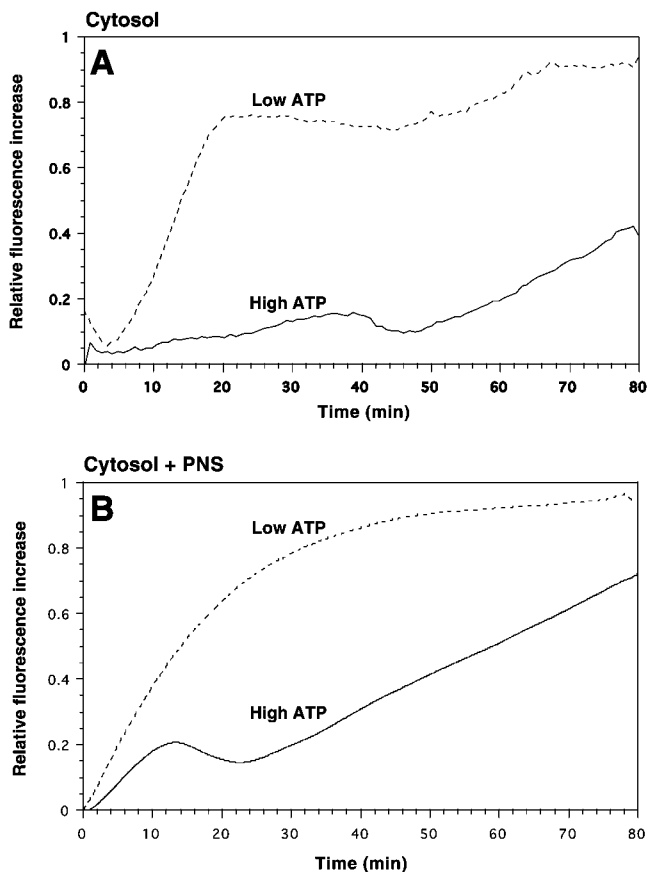 Cytosol
A
1
0.8
0.6
0.4
0.2
0
Relative fluorescence increase
Low ATP
High ATP
0 10 20 30 40 50 60 70 80
Time (min)
Cytosol + PNS
B
1
0.8
0.6
0.4
0.2
0
Relative fluorescence increase
Low ATP
High ATP
0 10 20 30 40 50 60 70 80
Time (min)